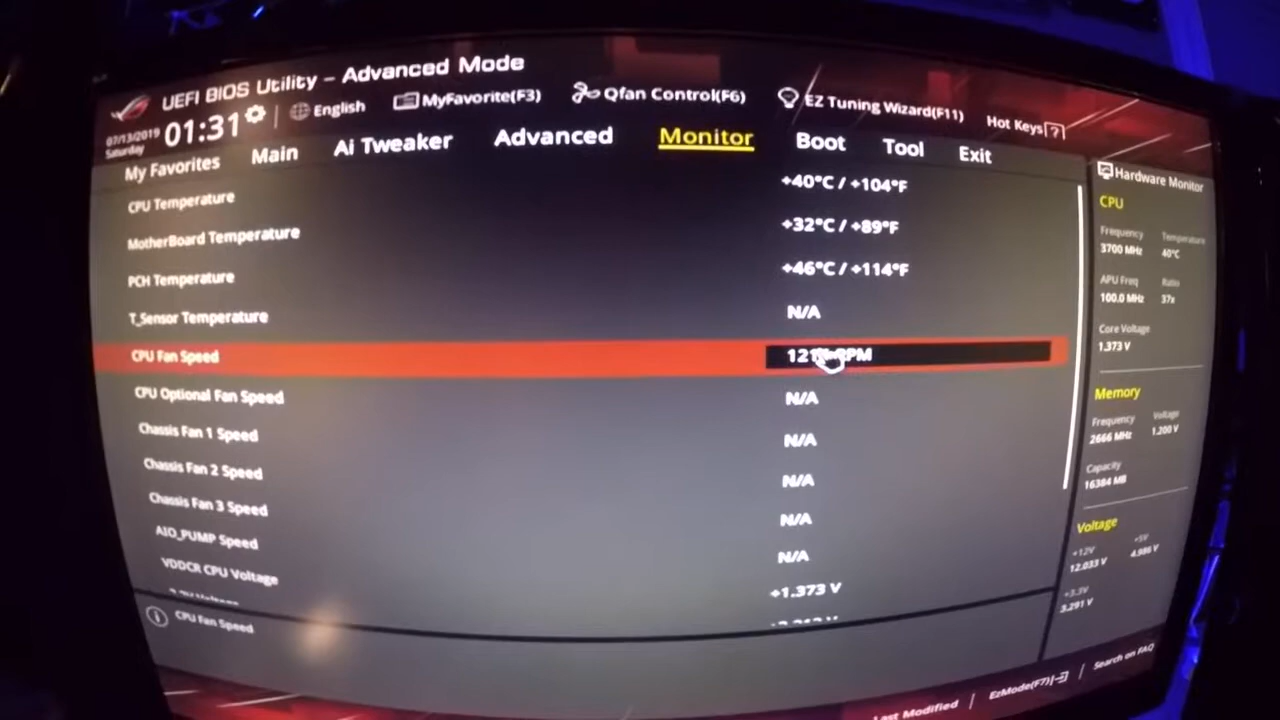 UEFI BIOS Utility – Advanced Mode
07/13/2019
Saturday
01:31
English
MyFavorite(F3)
Qfan Control(F6)
EZ Tuning Wizard(F11)
Hot Keys
?
My Favorites
Main
Ai Tweaker
Advanced
Monitor
Boot
Tool
Exit
CPU Temperature +40°C / +104°F
MotherBoard Temperature +32°C / +89°F
PCH Temperature +46°C / +114°F
T_Sensor Temperature N/A
CPU Fan Speed RPM
CPU Optional Fan Speed N/A
Chassis Fan 1 Speed N/A
Chassis Fan 2 Speed N/A
Chassis Fan 3 Speed N/A
AIO_PUMP Speed N/A
VDDCR CPU Voltage +1.373 V
CPU Fan Speed
Hardware Monitor
CPU
Frequency Temperature
3700 MHz 40°C
APU Freq Ratio
100.0 MHz 37x
Core Voltage
1.373 V
Memory
Frequency Voltage
2666 MHz 1.200 V
Capacity
16384 MB
Voltage
+12V +5V
12.033 V 4.986 V
+3.3V
3.291 V
Last Modified
EzMode(F7)
Search on FAQ